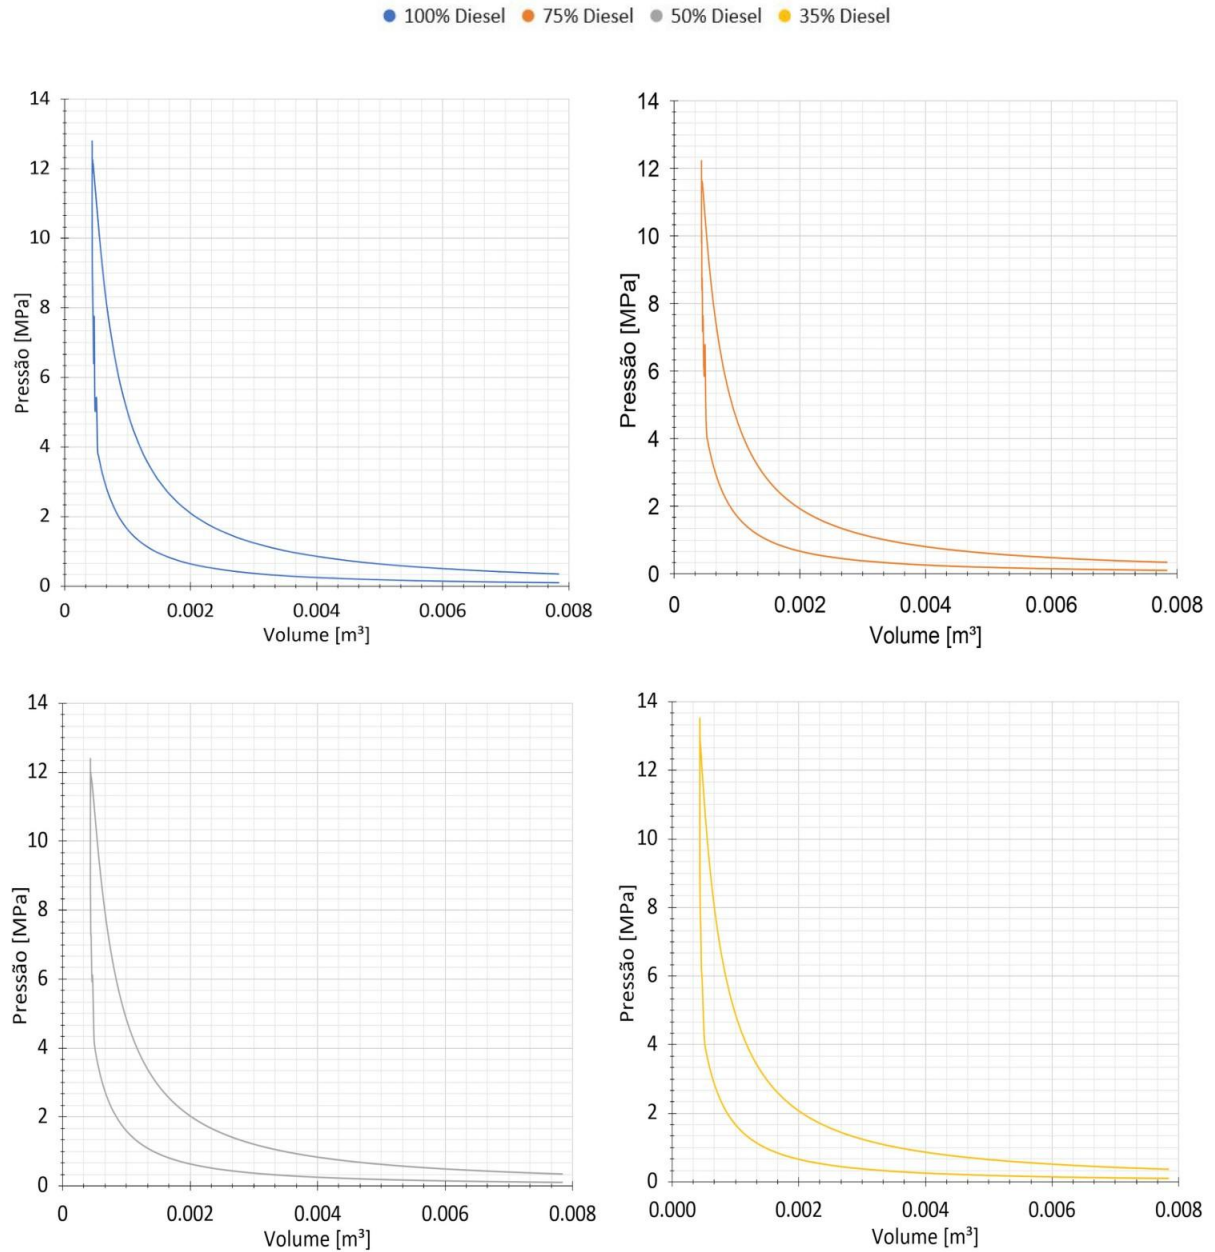 100% Diesel 75% Diesel 50% Diesel 35% Diesel
14
12
10
8
6
4
2
0
Pressão [MPa]
0 0.002 0.004 0.006 0.008
Volume [m³]
14
12
10
8
6
4
2
0
Pressão [MPa]
0 0.002 0.004 0.006 0.008
Volume [m³]
14
12
10
8
6
4
2
0
Pressão [MPa]
0 0.002 0.004 0.006 0.008
Volume [m³]
14
12
10
8
6
4
2
0
Pressão [MPa]
0.000 0.002 0.004 0.006 0.008
Volume [m³]